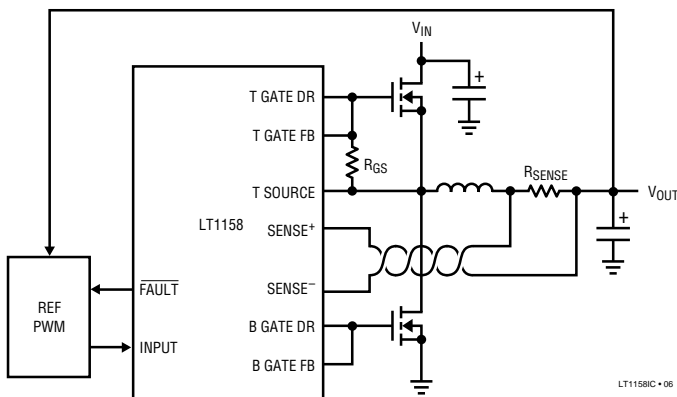 V_IN
+
T GATE DR
T GATE FB
R_GS
R_SENSE
T SOURCE
V_OUT
LT1158
SENSE⁺
+
SENSE⁻
REF
PWM
F̅A̅U̅L̅T̅
INPUT
B GATE DR
B GATE FB
LT1158IC • 06